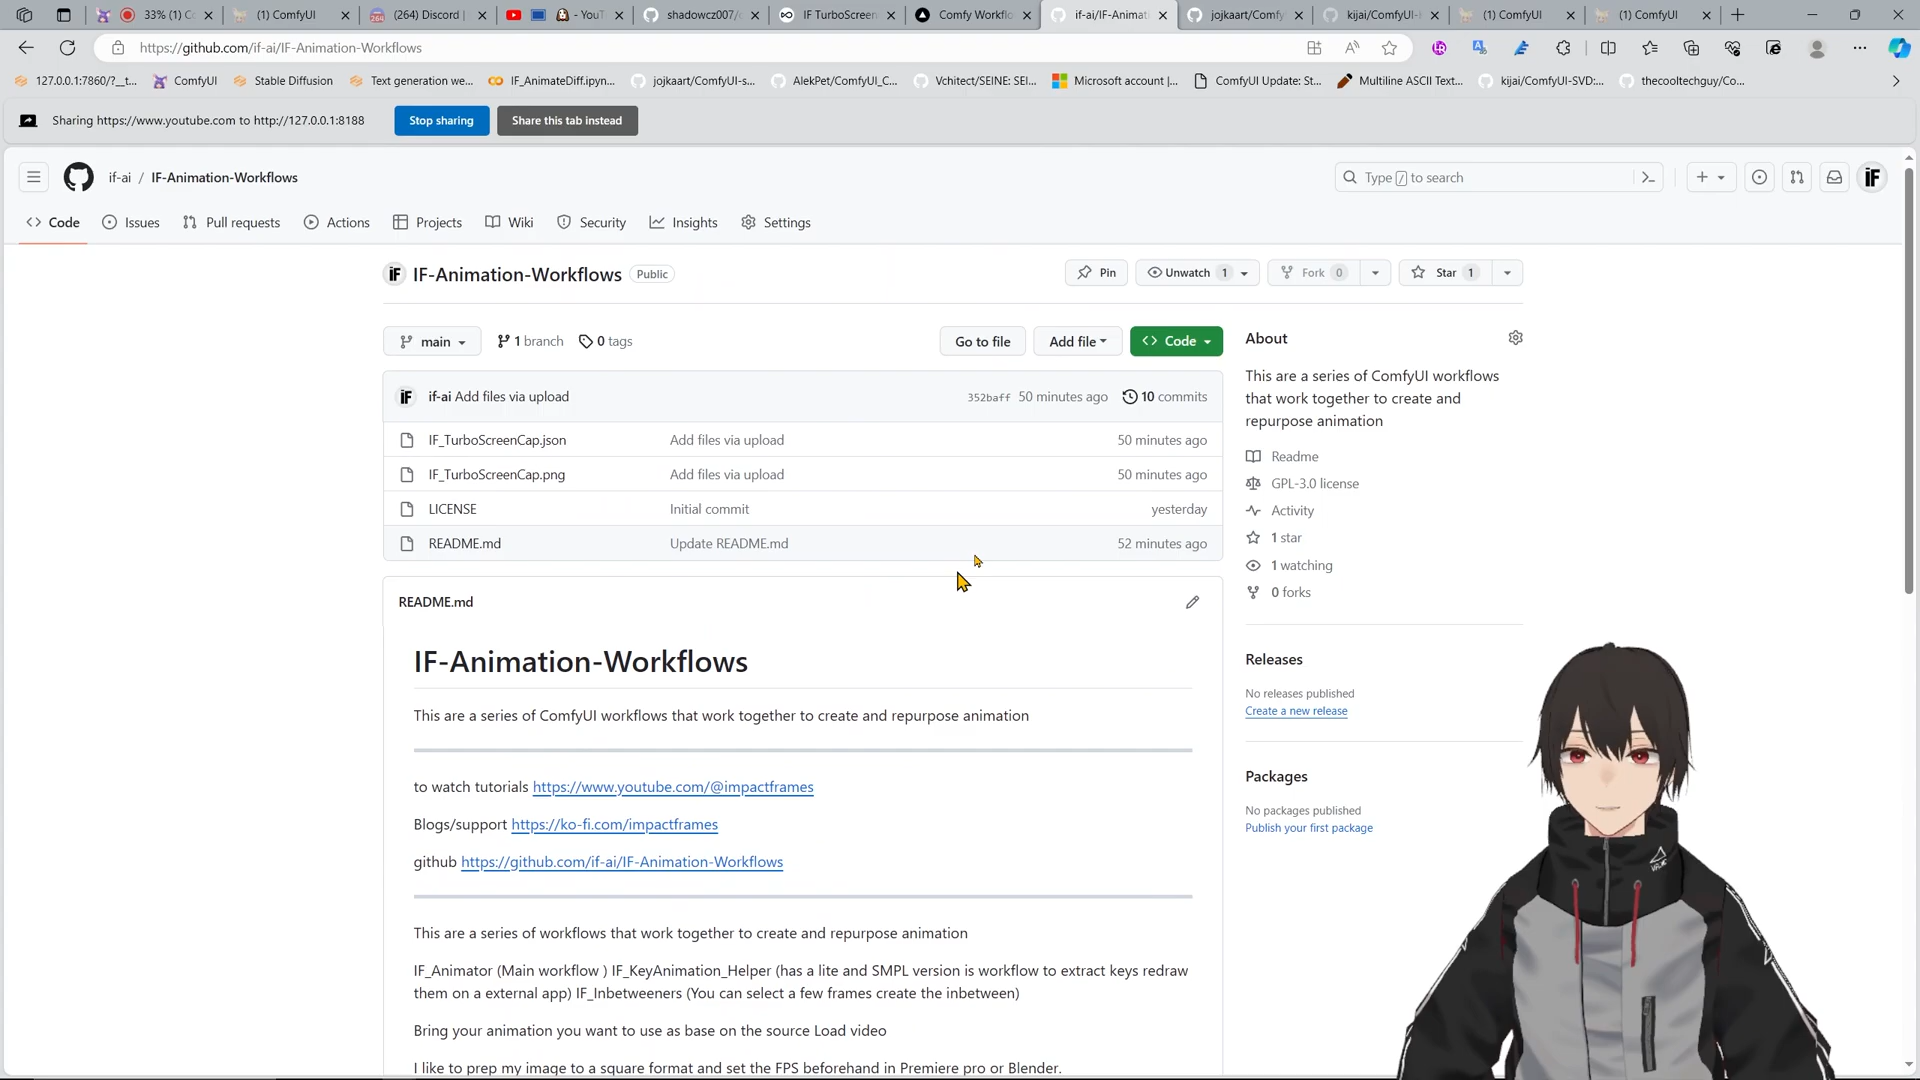 33% (1) C
(1) ComfyUI
(264) Discord |
- YouT
shadowcz007/
IF TurboScreen
Comfy Workflo
if-ai/IF-Animat
jojkaart/Comfy
kijai/ComfyUI-
(1) ComfyUI
(1) ComfyUI
https://github.com/if-ai/IF-Animation-Workflows
127.0.0.1:7860/?__t...
ComfyUI
Stable Diffusion
Text generation we...
IF_AnimateDiff.ipyn...
jojkaart/ComfyUI-s...
AlekPet/ComfyUI_C...
Vchitect/SEINE: SEI...
Microsoft account |...
ComfyUI Update: St...
Multiline ASCII Text...
kijai/ComfyUI-SVD:...
thecooltechguy/Co...
Sharing https://www.youtube.com to http://127.0.0.1:8188
Stop sharing
Share this tab instead
if-ai / IF-Animation-Workflows
Type / to search
IF
Code
Issues
Pull requests
Actions
Projects
Wiki
Security
Insights
Settings
IF IF-Animation-Workflows Public
Pin
Unwatch 1
Fork 0
Star 1
main
1 branch
0 tags
Go to file
Add file
Code
IF if-ai Add files via upload 352baff 50 minutes ago 10 commits
IF_TurboScreenCap.json Add files via upload 50 minutes ago
IF_TurboScreenCap.png Add files via upload 50 minutes ago
LICENSE Initial commit yesterday
README.md Update README.md 52 minutes ago
README.md
IF-Animation-Workflows
This are a series of ComfyUI workflows that work together to create and repurpose animation
to watch tutorials https://www.youtube.com/@impactframes
Blogs/support https://ko-fi.com/impactframes
github https://github.com/if-ai/IF-Animation-Workflows
This are a series of workflows that work together to create and repurpose animation
IF_Animator (Main workflow ) IF_KeyAnimation_Helper (has a lite and SMPL version is workflow to extract keys redraw
them on a external app) IF_Inbetweeners (You can select a few frames create the inbetween)
Bring your animation you want to use as base on the source Load video
I like to prep my image to a square format and set the FPS beforehand in Premiere pro or Blender.
About
This are a series of ComfyUI workflows
that work together to create and
repurpose animation
Readme
GPL-3.0 license
Activity
1 star
1 watching
0 forks
Releases
No releases published
Create a new release
Packages
No packages published
Publish your first package